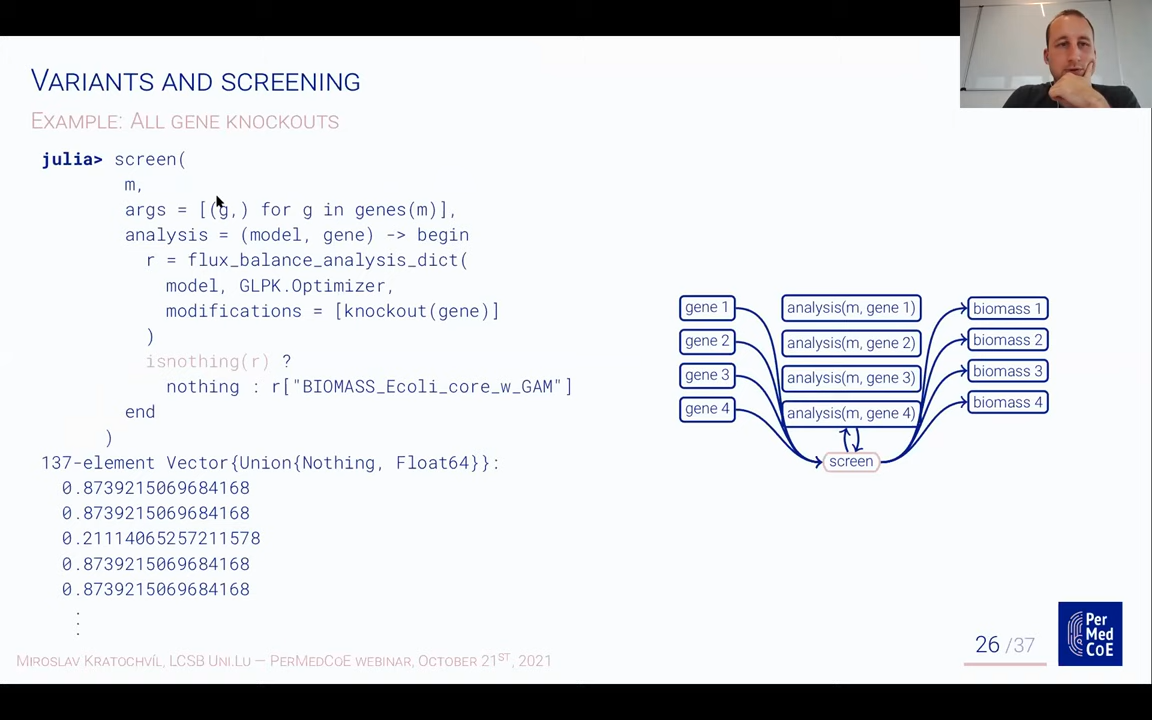 VARIANTS AND SCREENING
EXAMPLE: ALL GENE KNOCKOUTS
julia> screen(
m,
args = [(g,) for g in genes(m)],
analysis = (model, gene) -> begin
r = flux_balance_analysis_dict(
model, GLPK.Optimizer,
modifications = [knockout(gene)]
)
isnothing(r) ?
nothing : r["BIOMASS_Ecoli_core_w_GAM"]
end
)
137-element Vector{Union{Nothing, Float64}}:
0.8739215069684168
0.8739215069684168
0.21114065257211578
0.8739215069684168
0.8739215069684168
⋮
gene 1
gene 2
gene 3
gene 4
analysis(m, gene 1)
analysis(m, gene 2)
analysis(m, gene 3)
analysis(m, gene 4)
screen
biomass 1
biomass 2
biomass 3
biomass 4
MIROSLAV KRATOCHVÍL, LCSB UNI.LU — PERMEDCOE WEBINAR, OCTOBER 21ST, 2021
26 /37
Per
Med
CoE